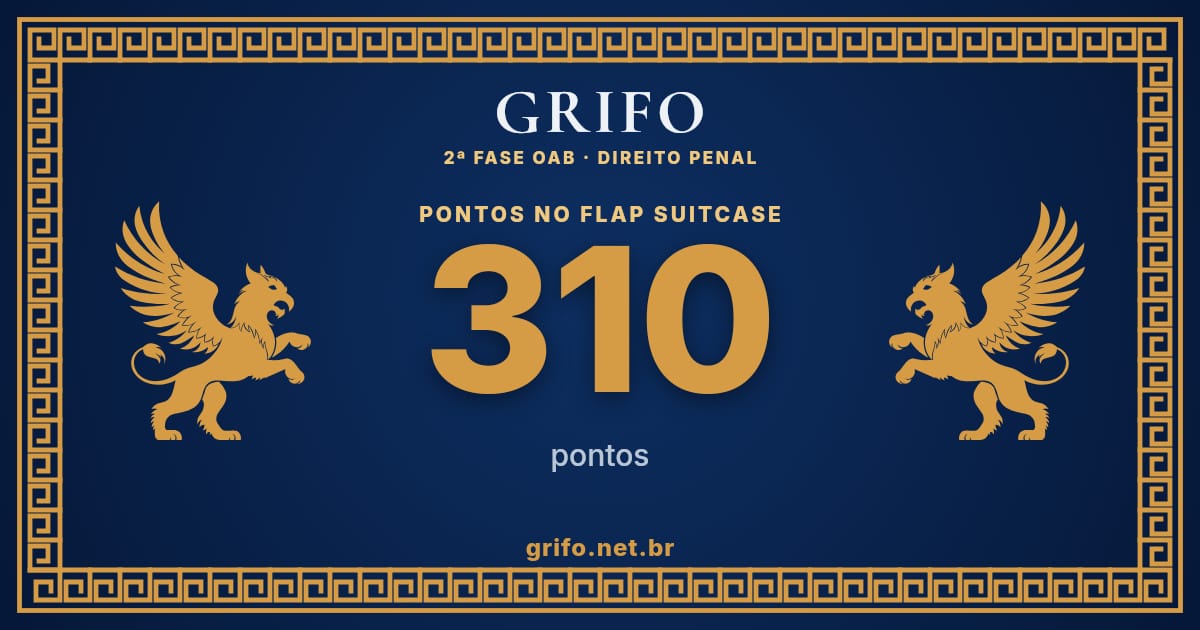 GRIFO
2ª FASE OAB · DIREITO PENAL
PONTOS NO FLAP SUITCASE
310
pontos
grifo.net.br